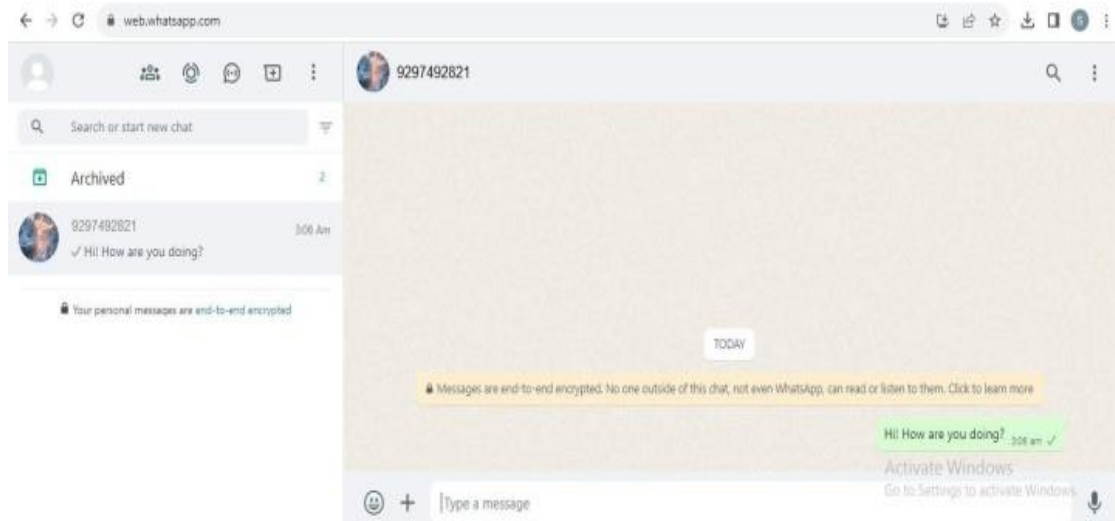 web.whatsapp.com
S
9297492821
Search or start new chat
Archived 2
9297492821 3:06 Am
Hi! How are you doing?
Your personal messages are end-to-end encrypted
TODAY
Messages are end-to-end encrypted. No one outside of this chat, not even WhatsApp, can read or listen to them. Click to learn more
Hi! How are you doing? 3:06 am
Activate Windows
Go to Settings to activate Windows.
Type a message